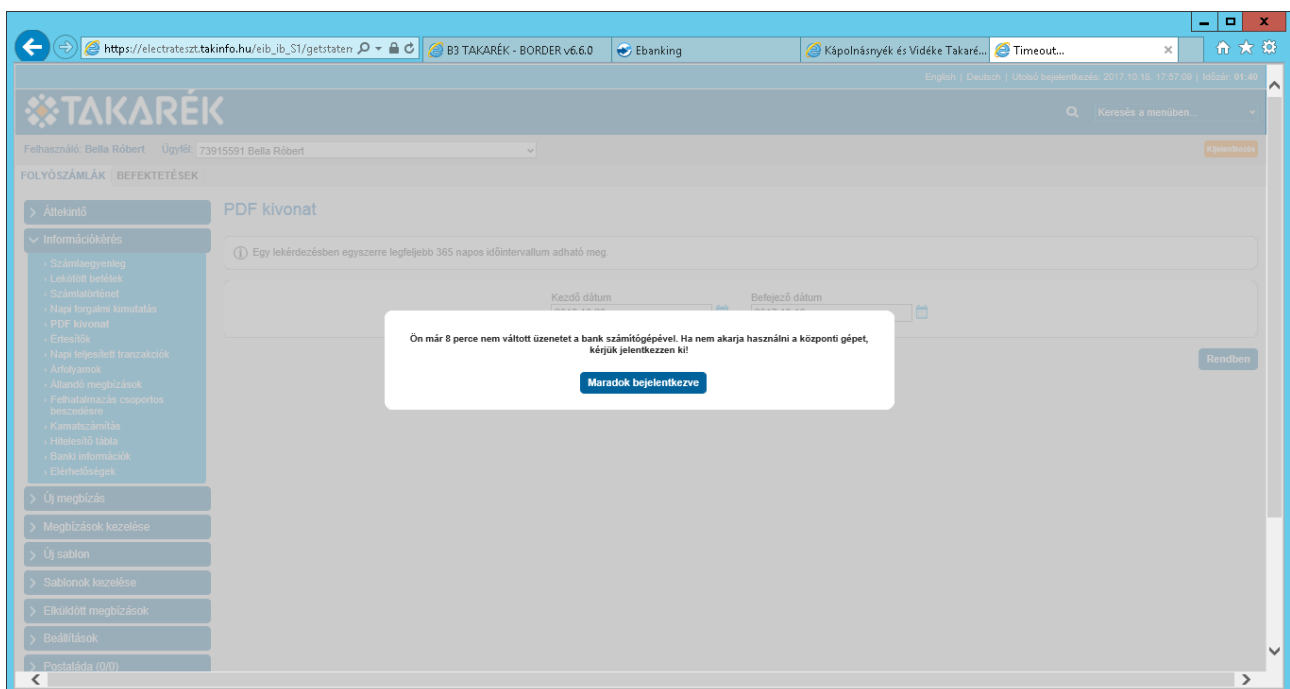 https://electrateszt.takinfo.hu/eib_ib_S1/getstaten
B3 TAKARÉK - BORDER v6.6.0
Ebanking
Kápolnásnyék és Vidéke Takaré...
Timeout...
English | Deutsch | Utolsó bejelentkezés: 2017.10.18. 17:57:09 | Időzár: 01:40
TAKARÉK
Keresés a menüben...
Felhasználó: Bella Róbert Ügyfél: 73915591 Bella Róbert
Kijelentkezés
FOLYÓSZÁMLÁK BEFEKTETÉSEK
Áttekintő
Információkérés
Számlaegyenleg
Lekötött betétek
Számlatörténet
Napi forgalmi kimutatás
PDF kivonat
Értesítők
Napi teljesített tranzakciók
Árfolyamok
Állandó megbízások
Felhatalmazás csoportos
beszedésre
Kamatszámítás
Hitelesítő tábla
Banki információk
Elérhetőségek
Új megbízás
Megbízások kezelése
Új sablon
Sablonok kezelése
Elküldött megbízások
Beállítások
Postaláda (0/0)
PDF kivonat
Egy lekérdezésben egyszerre legfeljebb 365 napos időintervallum adható meg
Kezdő dátum
Befejező dátum
Ön már 8 perce nem váltott üzenetet a bank számítógépével. Ha nem akarja használni a központi gépet,
kérjük jelentkezzen ki!
Maradok bejelentkezve
Rendben